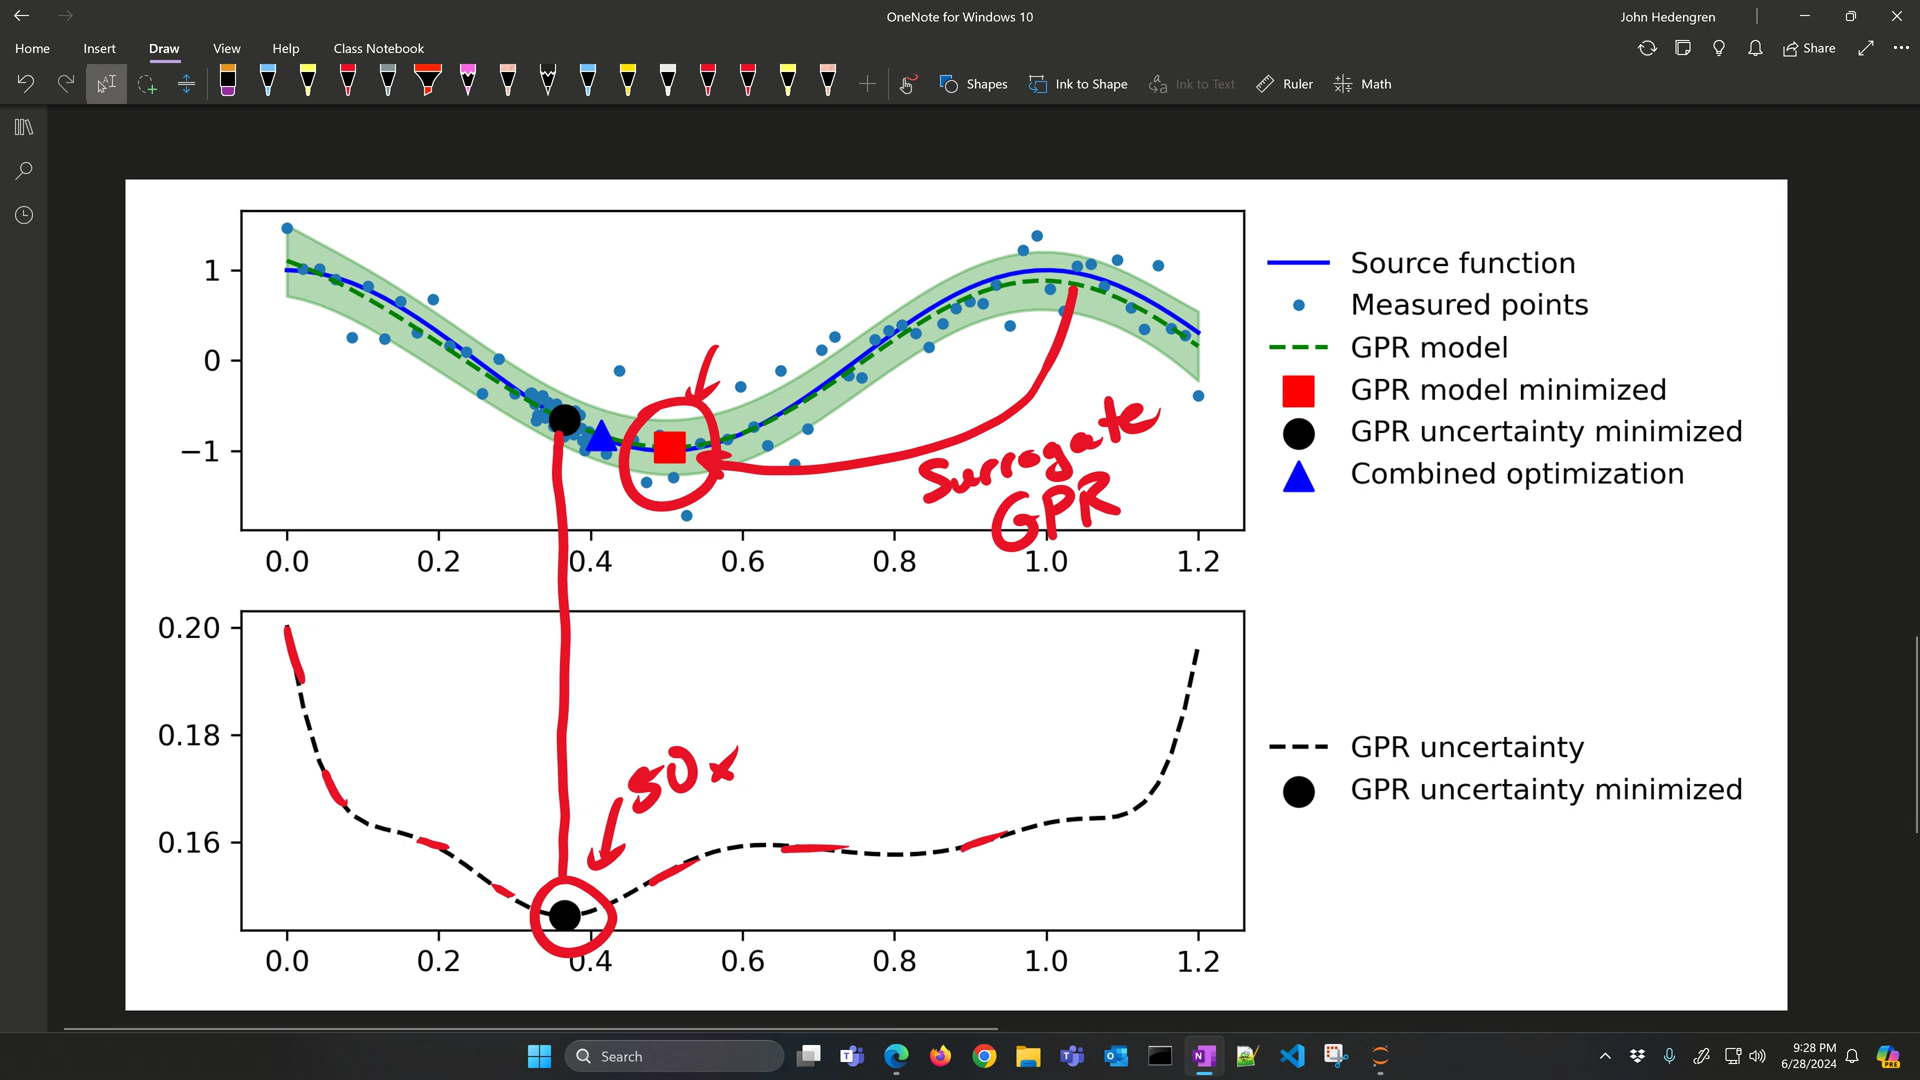 OneNote for Windows 10
John Hedengren
Home Insert Draw View Help Class Notebook
Share
Shapes Ink to Shape Ink to Text Ruler Math
1
0
−1
0.0 0.2 0.4 0.6 0.8 1.0 1.2
Source function
Measured points
GPR model
GPR model minimized
GPR uncertainty minimized
Combined optimization
Surrogate
GPR
0.20
0.18
0.16
0.0 0.2 0.4 0.6 0.8 1.0 1.2
50x
GPR uncertainty
GPR uncertainty minimized
Search
9:28 PM
6/28/2024
PRE